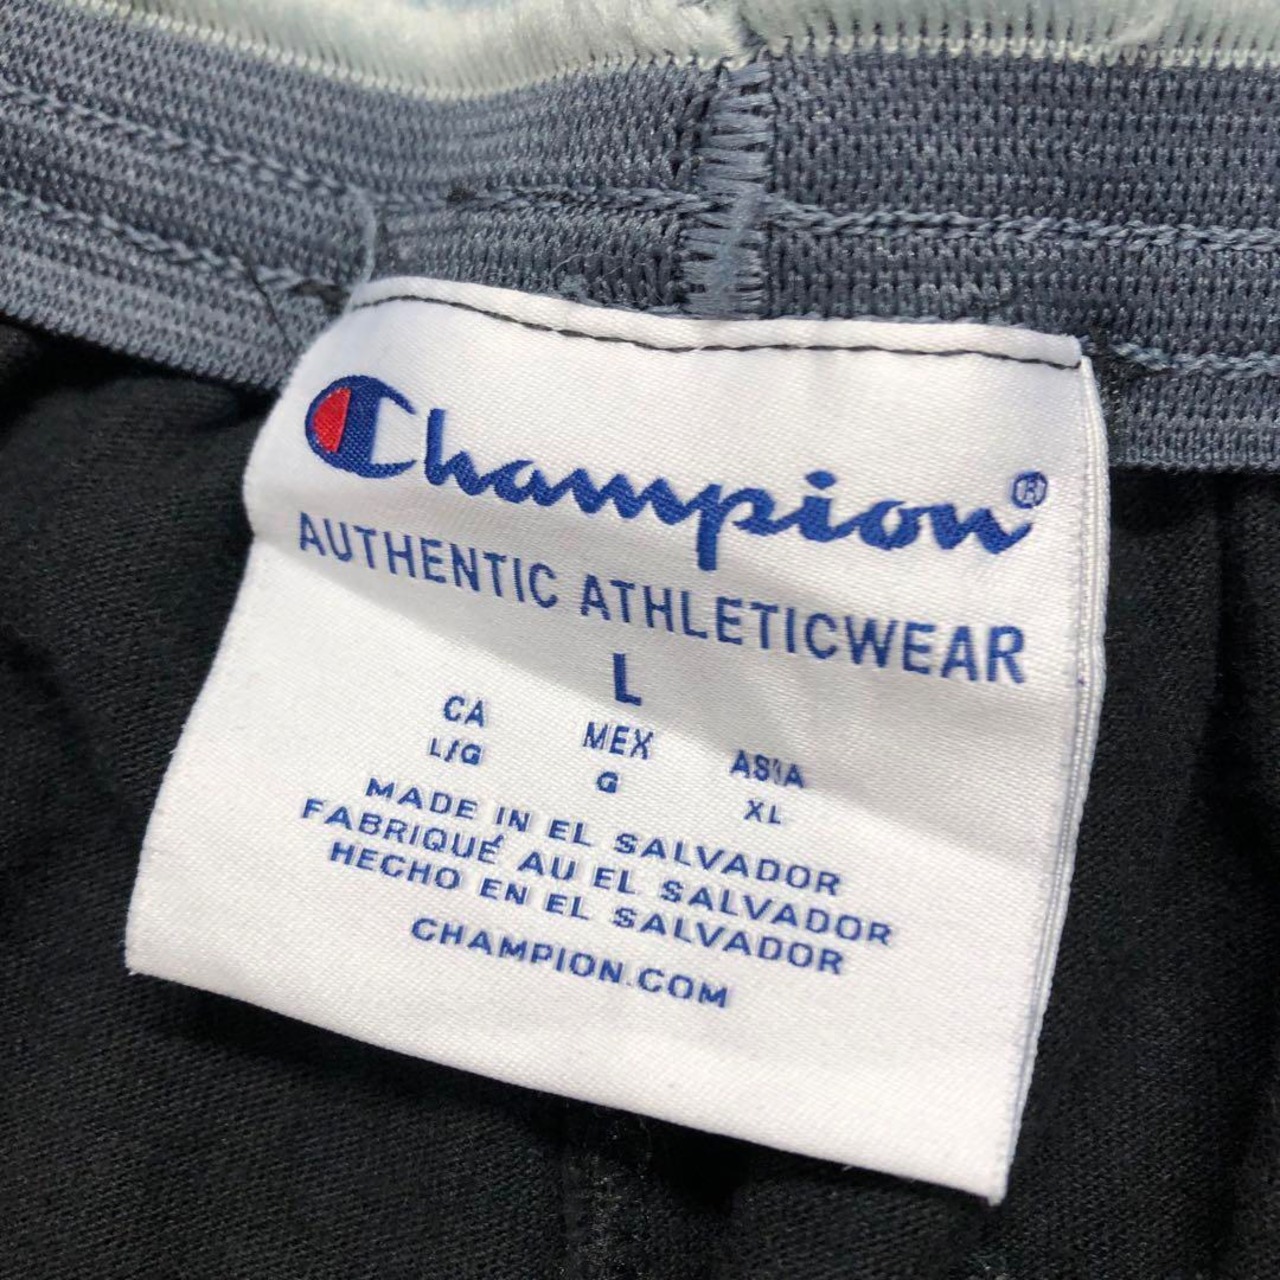 Champion®
AUTHENTIC ATHLETICWEAR
L
CA MEX ASIA
L/G G XL
MADE IN EL SALVADOR
FABRIQUÉ AU EL SALVADOR
HECHO EN EL SALVADOR
CHAMPION.COM